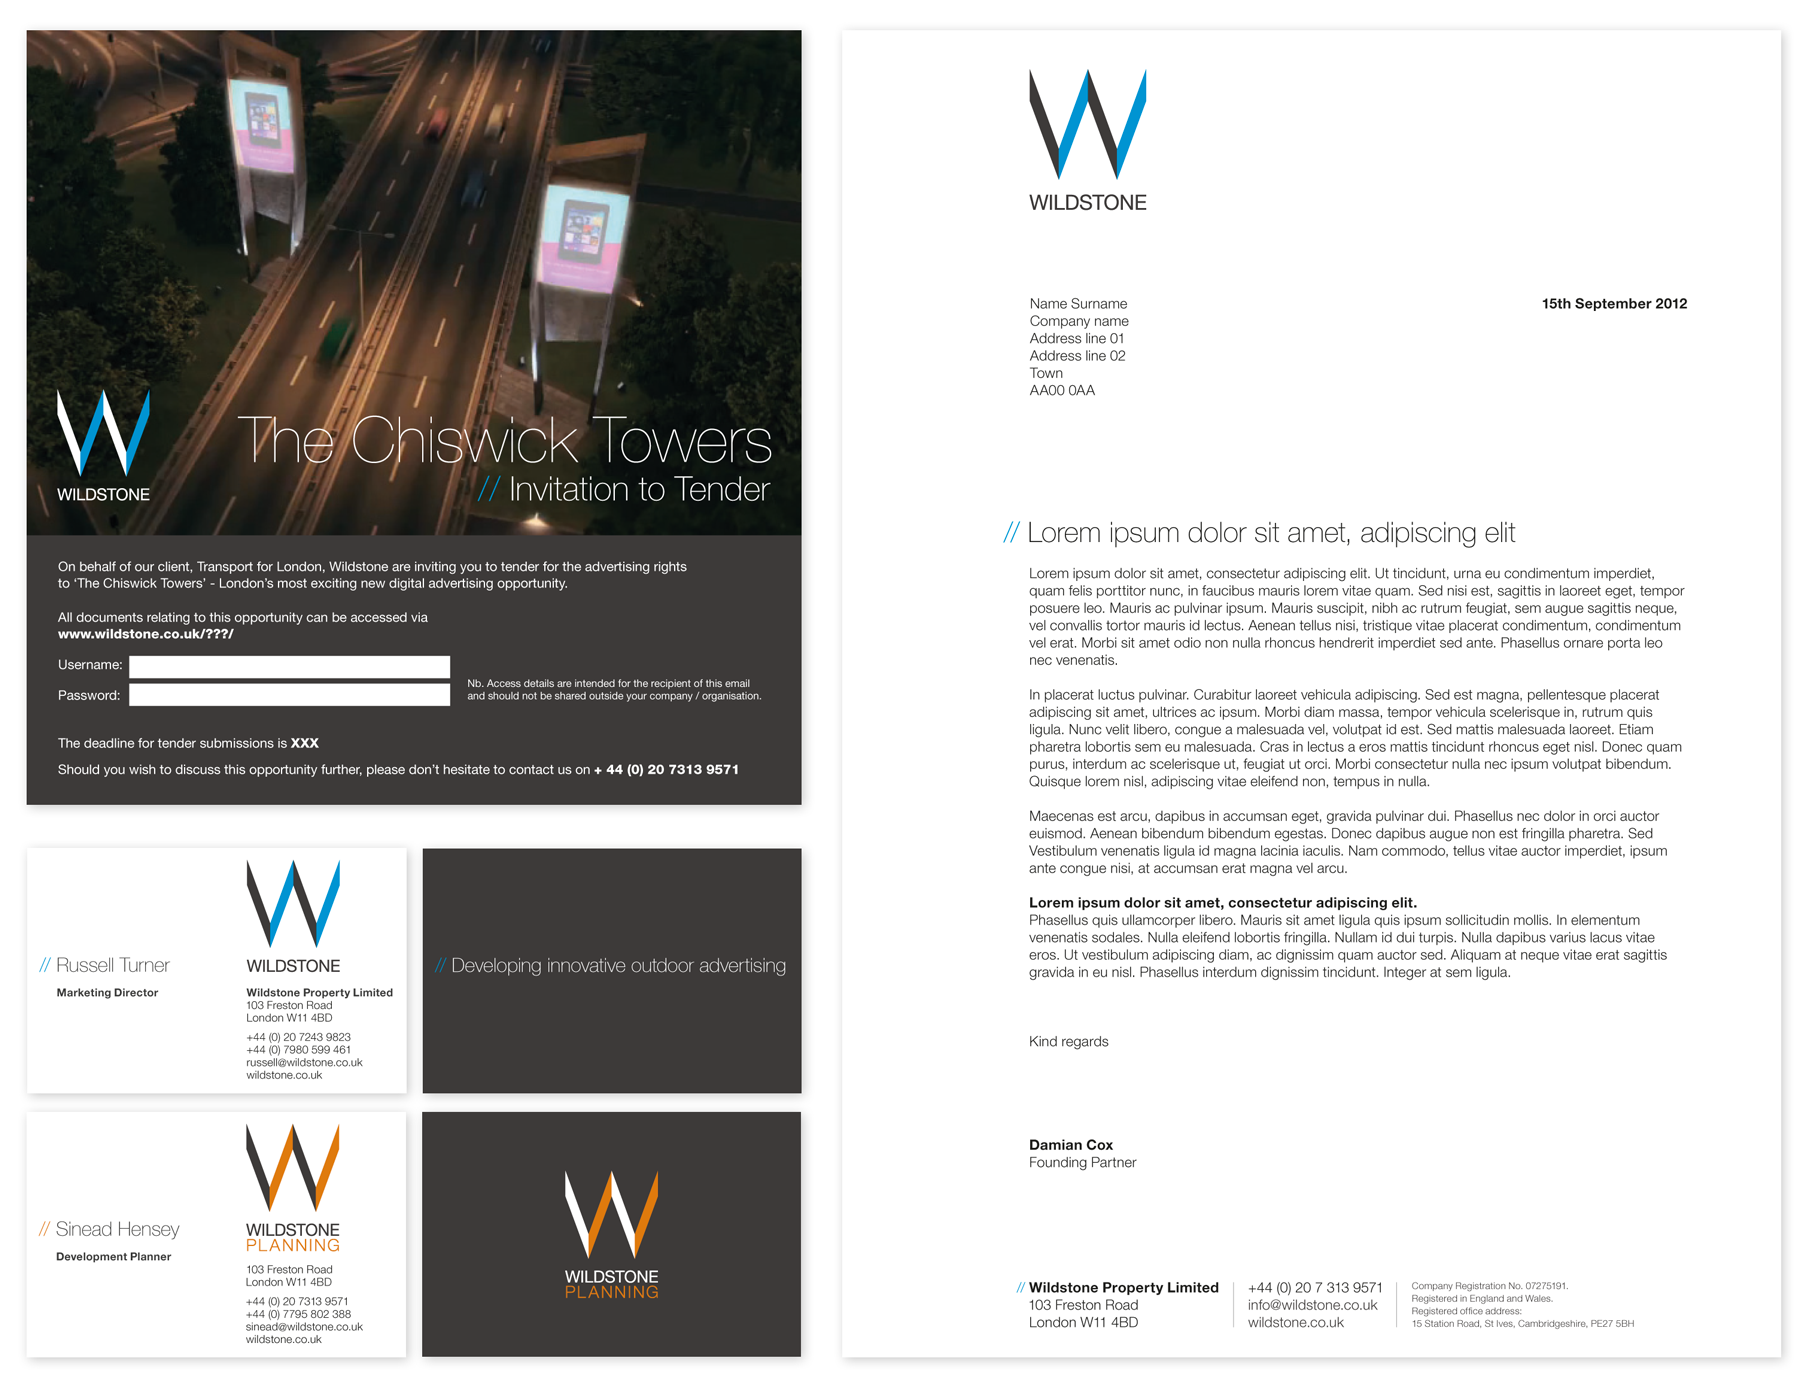 WILDSTONE
The Chiswick Towers
// Invitation to Tender
On behalf of our client, Transport for London, Wildstone are inviting you to tender for the advertising rights
to ‘The Chiswick Towers’ - London’s most exciting new digital advertising opportunity.
All documents relating to this opportunity can be accessed via
www.wildstone.co.uk/???/
Username:
Password:
Nb. Access details are intended for the recipient of this email
and should not be shared outside your company / organisation.
The deadline for tender submissions is XXX
Should you wish to discuss this opportunity further, please don’t hesitate to contact us on + 44 (0) 20 7313 9571
// Russell Turner
Marketing Director
WILDSTONE
Wildstone Property Limited
103 Freston Road
London W11 4BD
+44 (0) 20 7243 9823
+44 (0) 7980 599 461
russell@wildstone.co.uk
wildstone.co.uk
// Developing innovative outdoor advertising
// Sinead Hensey
Development Planner
WILDSTONE
PLANNING
103 Freston Road
London W11 4BD
+44 (0) 20 7313 9571
+44 (0) 7795 802 388
sinead@wildstone.co.uk
wildstone.co.uk
WILDSTONE
PLANNING
WILDSTONE
Name Surname
Company name
Address line 01
Address line 02
Town
AA00 0AA
15th September 2012
// Lorem ipsum dolor sit amet, adipiscing elit
Lorem ipsum dolor sit amet, consectetur adipiscing elit. Ut tincidunt, urna eu condimentum imperdiet,
quam felis porttitor nunc, in faucibus mauris lorem vitae quam. Sed nisi est, sagittis in laoreet eget, tempor
posuere leo. Mauris ac pulvinar ipsum. Mauris suscipit, nibh ac rutrum feugiat, sem augue sagittis neque,
vel convallis tortor mauris id lectus. Aenean tellus nisi, tristique vitae placerat condimentum, condimentum
vel erat. Morbi sit amet odio non nulla rhoncus hendrerit imperdiet sed ante. Phasellus ornare porta leo
nec venenatis.
In placerat luctus pulvinar. Curabitur laoreet vehicula adipiscing. Sed est magna, pellentesque placerat
adipiscing sit amet, ultrices ac ipsum. Morbi diam massa, tempor vehicula scelerisque in, rutrum quis
ligula. Nunc velit libero, congue a malesuada vel, volutpat id est. Sed mattis malesuada laoreet. Etiam
pharetra lobortis sem eu malesuada. Cras in lectus a eros mattis tincidunt rhoncus eget nisl. Donec quam
purus, interdum ac scelerisque ut, feugiat ut orci. Morbi consectetur nulla nec ipsum volutpat bibendum.
Quisque lorem nisl, adipiscing vitae eleifend non, tempus in nulla.
Maecenas est arcu, dapibus in accumsan eget, gravida pulvinar dui. Phasellus nec dolor in orci auctor
euismod. Aenean bibendum bibendum egestas. Donec dapibus augue non est fringilla pharetra. Sed
Vestibulum venenatis ligula id magna lacinia iaculis. Nam commodo, tellus vitae auctor imperdiet, ipsum
ante congue nisi, at accumsan erat magna vel arcu.
Lorem ipsum dolor sit amet, consectetur adipiscing elit.
Phasellus quis ullamcorper libero. Mauris sit amet ligula quis ipsum sollicitudin mollis. In elementum
venenatis sodales. Nulla eleifend lobortis fringilla. Nullam id dui turpis. Nulla dapibus varius lacus vitae
eros. Ut vestibulum adipiscing diam, ac dignissim quam auctor sed. Aliquam at neque vitae erat sagittis
gravida in eu nisl. Phasellus interdum dignissim tincidunt. Integer at sem ligula.
Kind regards
Damian Cox
Founding Partner
// Wildstone Property Limited
103 Freston Road
London W11 4BD
+44 (0) 20 7 313 9571
info@wildstone.co.uk
wildstone.co.uk
Company Registration No. 07275191.
Registered in England and Wales.
Registered office address:
15 Station Road, St Ives, Cambridgeshire, PE27 5BH